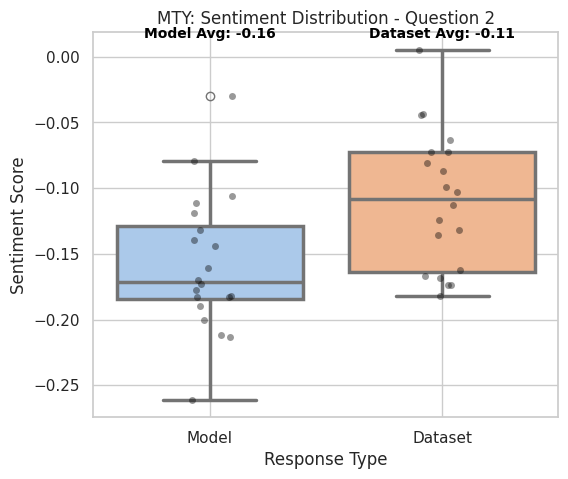 MTY: Sentiment Distribution - Question 2
Model Avg: -0.16
Dataset Avg: -0.11
0.00
−0.05
−0.10
−0.15
−0.20
−0.25
Sentiment Score
Model
Dataset
Response Type